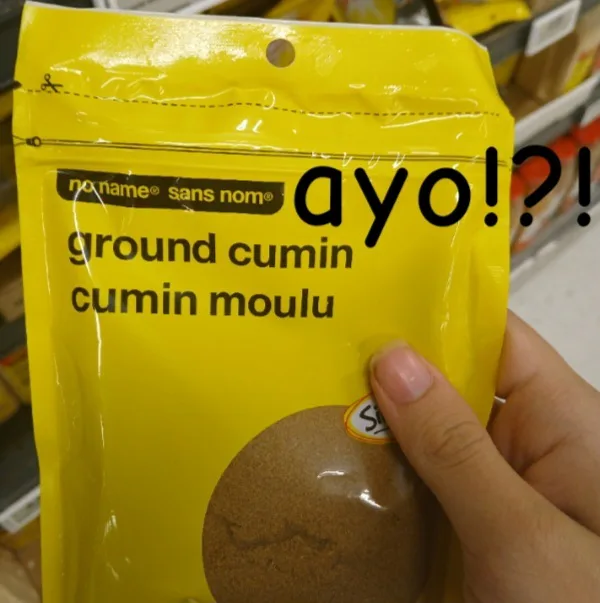 no name® sans nom®
ayo!?!
ground cumin
cumin moulu